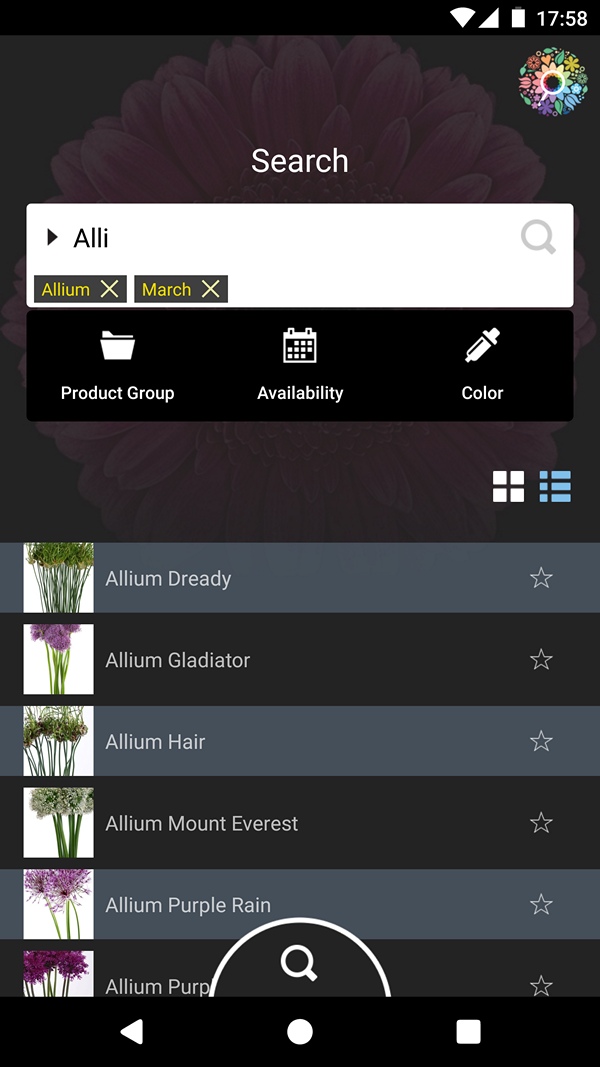 17:58
Search
Alli
Allium March
Product Group Availability Color
Allium Dready
Allium Gladiator
Allium Hair
Allium Mount Everest
Allium Purple Rain
Allium Purp